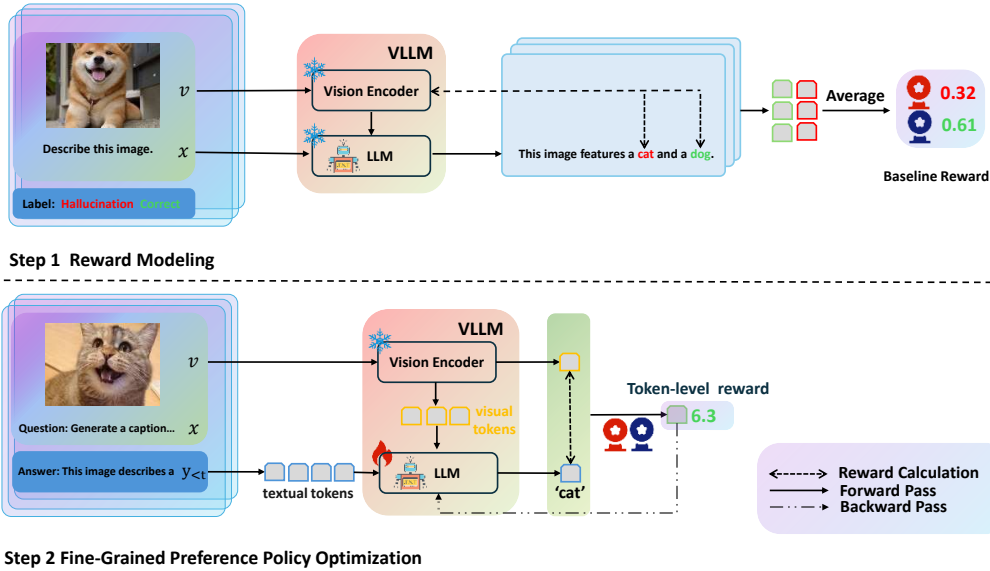 VLLM
v
Vision Encoder
Describe this image.
x
LLM
This image features a cat and a dog.
Average
0.32
0.61
Baseline Reward
Label: Hallucination Correct
Step 1 Reward Modeling
VLLM
v
Vision Encoder
Token-level reward
visual
tokens
6.3
Question: Generate a caption... x
Answer: This image describes a y<t
textual tokens
LLM
'cat'
Reward Calculation
Forward Pass
Backward Pass
Step 2 Fine-Grained Preference Policy Optimization